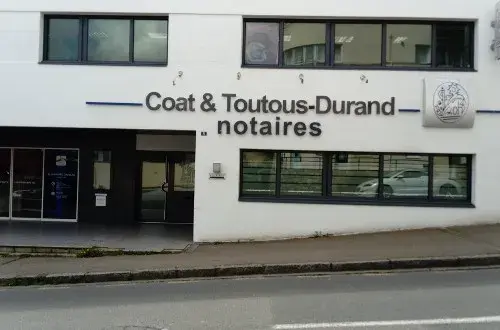 Coat & Toutous-Durand
notaires